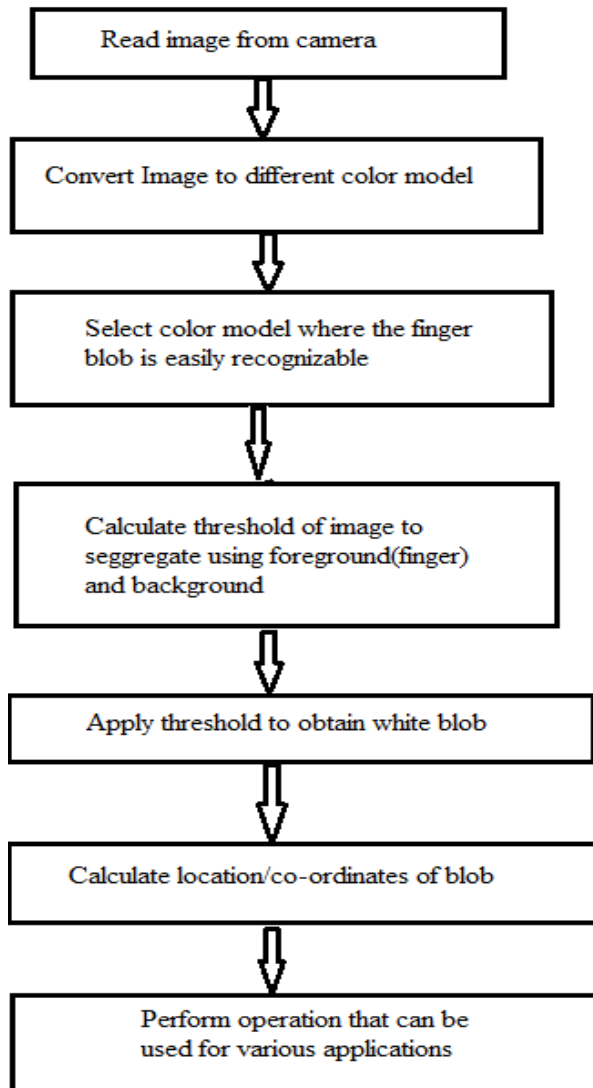 Read image from camera
Convert Image to different color model
Select color model where the finger
blob is easily recognizable
Calculate threshold of image to
seggregate using foreground(finger)
and background
Apply threshold to obtain white blob
Calculate location/co-ordinates of blob
Perform operation that can be
used for various applications